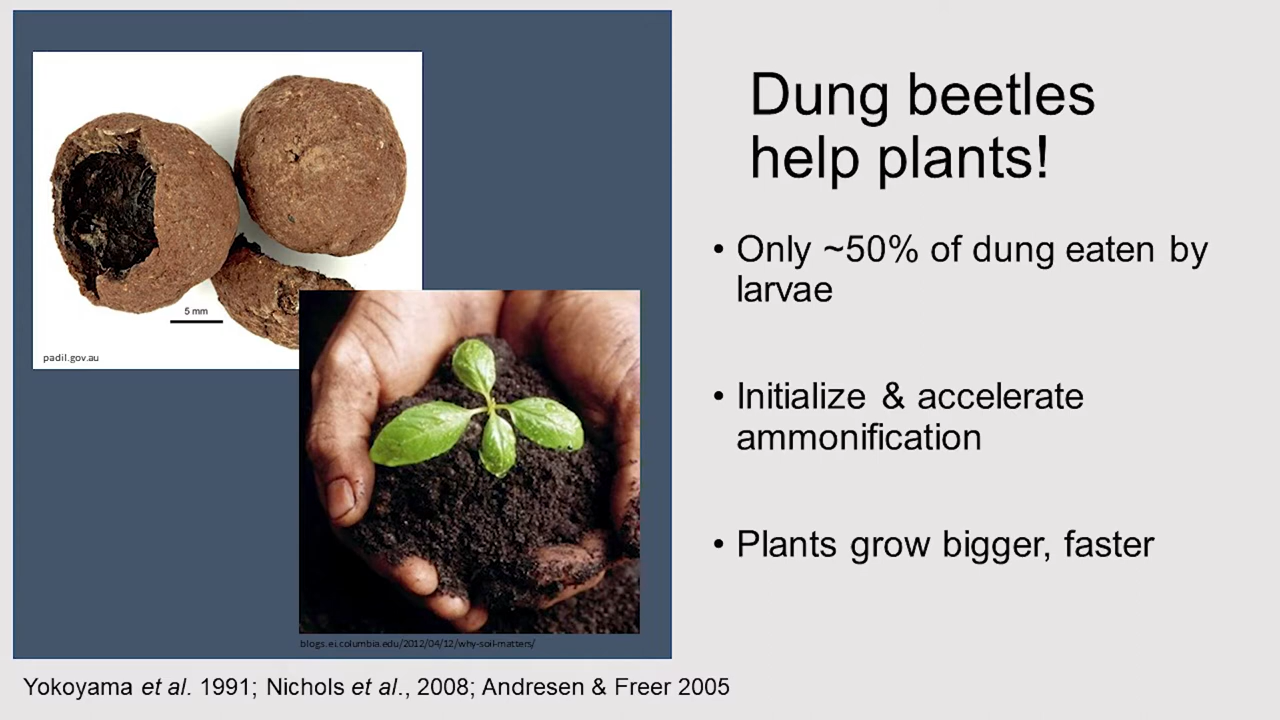 Dung beetles
help plants!
• Only ~50% of dung eaten by
larvae
• Initialize & accelerate
ammonification
• Plants grow bigger, faster
5 mm
padil.gov.au
blogs.ei.columbia.edu/2012/04/12/why-soil-matters/
Yokoyama et al. 1991; Nichols et al., 2008; Andresen & Freer 2005